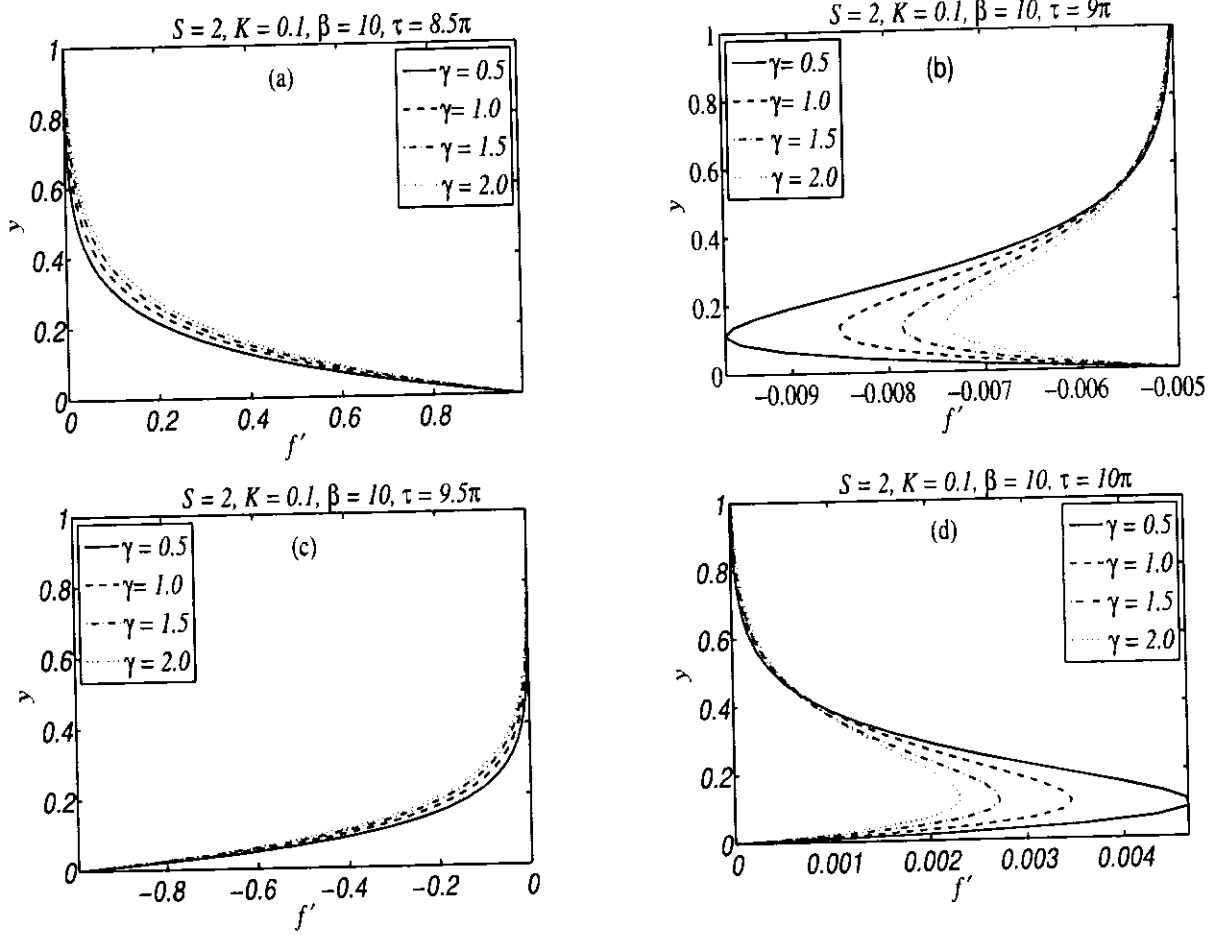 S = 2, K = 0.1, β = 10, τ = 8.5π
(a)
γ = 0.5
γ= 1.0
γ = 1.5
γ = 2.0
1
0.8
0.6
0.4
0.2
0
y
0 0.2 0.4 0.6 0.8
f′
S = 2, K = 0.1, β = 10, τ = 9π
(b)
γ= 0.5
γ = 1.0
γ = 1.5
γ = 2.0
1
0.8
0.6
0.4
0.2
0
y
−0.009 −0.008 −0.007 −0.006 −0.005
f′
S = 2, K = 0.1, β = 10, τ = 9.5π
(c)
γ = 0.5
γ= 1.0
γ = 1.5
γ = 2.0
1
0.8
0.6
0.4
0.2
0
y
−0.8 −0.6 −0.4 −0.2 0
f′
S = 2, K = 0.1, β = 10, τ = 10π
(d)
γ = 0.5
γ = 1.0
γ = 1.5
γ = 2.0
1
0.8
0.6
0.4
0.2
0
y
0 0.001 0.002 0.003 0.004
f′